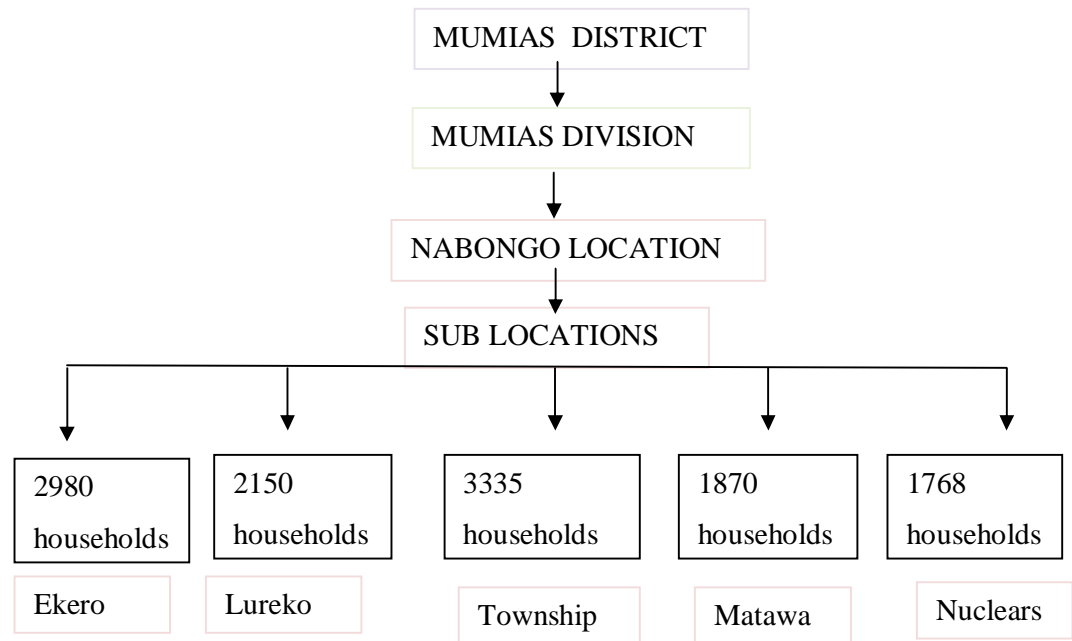 MUMIAS DISTRICT
MUMIAS DIVISION
NABONGO LOCATION
SUB LOCATIONS
2980
households
2150
households
3335
households
1870
households
1768
households
Ekero
Lureko
Township
Matawa
Nuclears